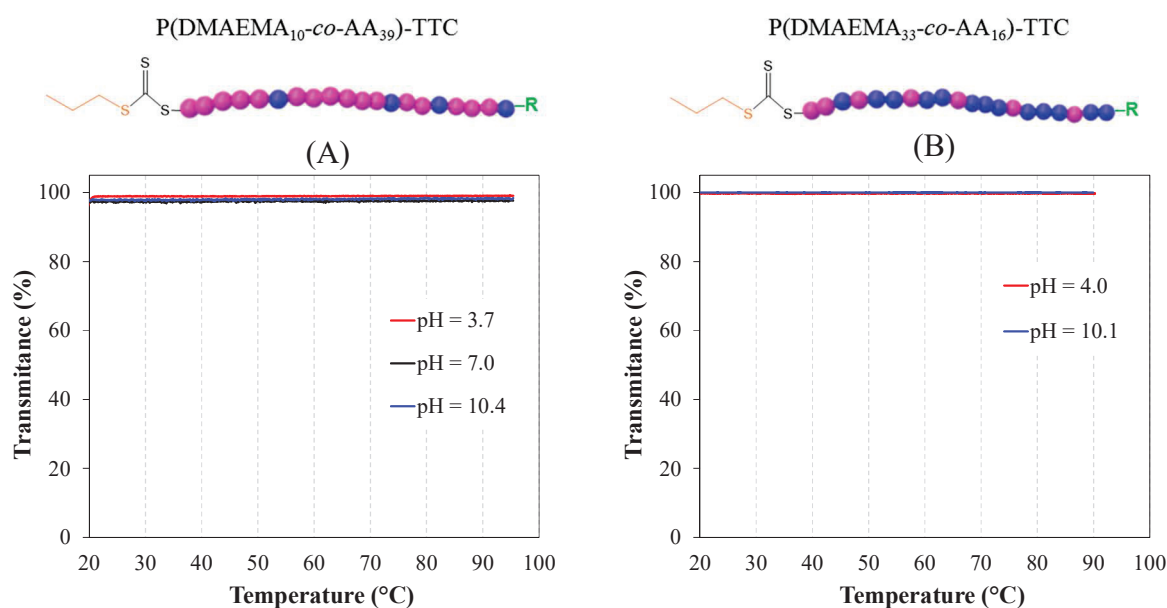 P(DMAEMA₁₀-co-AA₃₉)-TTC
S
S
S
R
(A)
100
80
60
40
20
0
Transmitance (%)
pH = 3.7
pH = 7.0
pH = 10.4
20 30 40 50 60 70 80 90 100
Temperature (°C)
P(DMAEMA₃₃-co-AA₁₆)-TTC
S
S
S
R
(B)
100
80
60
40
20
0
Transmitance (%)
pH = 4.0
pH = 10.1
20 30 40 50 60 70 80 90 100
Temperature (°C)